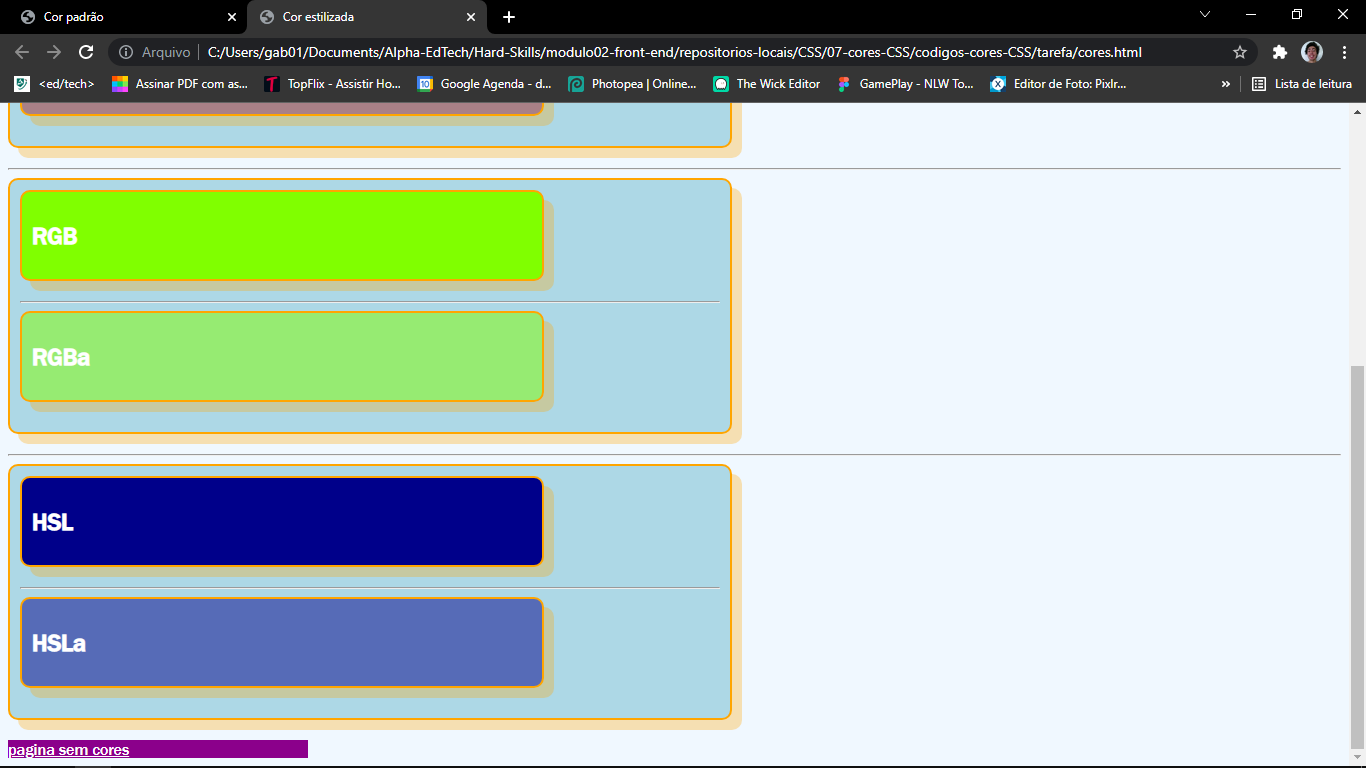 Cor padrão
Cor estilizada
Arquivo
C:/Users/gab01/Documents/Alpha-EdTech/Hard-Skills/modulo02-front-end/repositorios-locais/CSS/07-cores-CSS/codigos-cores-CSS/tarefa/cores.html
<ed/tech>
Assinar PDF com as...
TopFlix - Assistir Ho...
10
Google Agenda - d...
Photopea | Online...
The Wick Editor
GamePlay - NLW To...
Editor de Foto: Pixlr...
»
Lista de leitura
RGB
RGBa
HSL
HSLa
pagina sem cores